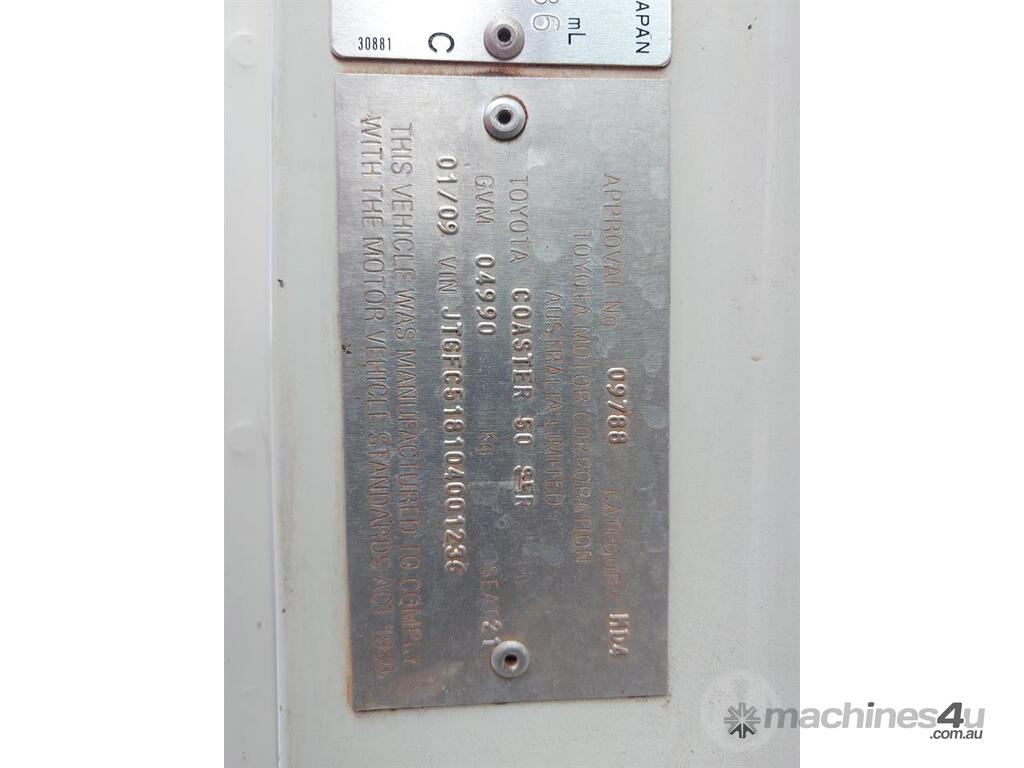 JAPAN
mL
C
30881
APPROVAL No 09788 CATEGORY MD4
TOYOTA MOTOR CORPORATION
AUSTRALIA LIMITED
TOYOTA COASTER 50 SLR
GVM 04990 Kg SEAT 21
01/09 VIN JTGFC518104001236
THIS VEHICLE WAS MANUFACTURED TO COMPLY
WITH THE MOTOR VEHICLE STANDARDS ACT 1989
machines4u
.com.au